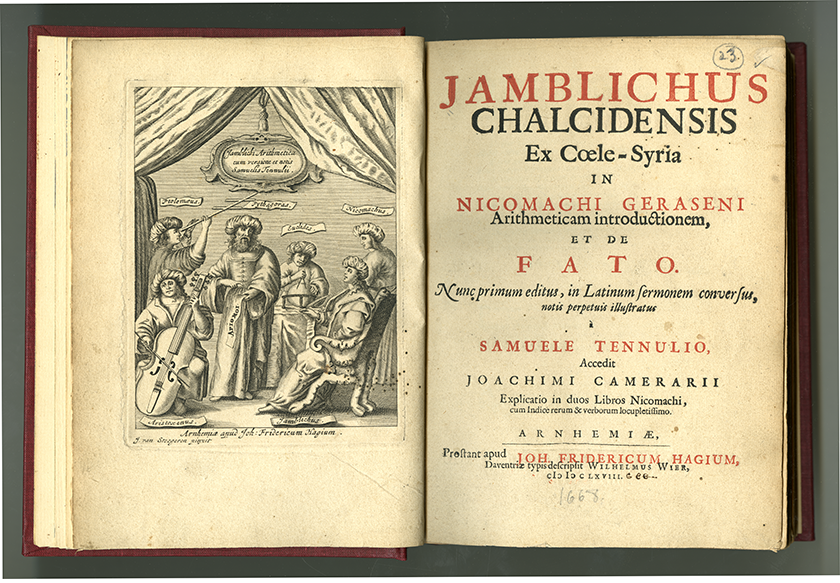 Jamblichi Arithmetica
cum versione et notis
Samuelis Tennulii
Ptolemæus.
Pythagoras.
Euclides.
Nicomachus.
Aristoxenus.
Jamblichus.
Arnhemiæ apud Joh: Fridericum Hagium.
23.
JAMBLICHUS
CHALCIDENSIS
Ex Cœle-Syria
IN
NICOMACHI GERASENI
Arithmeticam introductionem,
ET DE
FATO.
Nunc primum editus, in Latinum sermonem conversus,
notis perpetuis illustratus
à
SAMUELE TENNULIO,
Accedit
JOACHIMI CAMERARII
Explicatio in duos Libros Nicomachi,
cum Indice rerum & verborum locupletissimo.
ARNHEMIÆ,
Prostant apud JOH. FRIDERICUM HAGIUM,
Daventriæ typis descripsit WILHELMUS WIER,
cIɔ Iɔ CLXVIII.
1668.